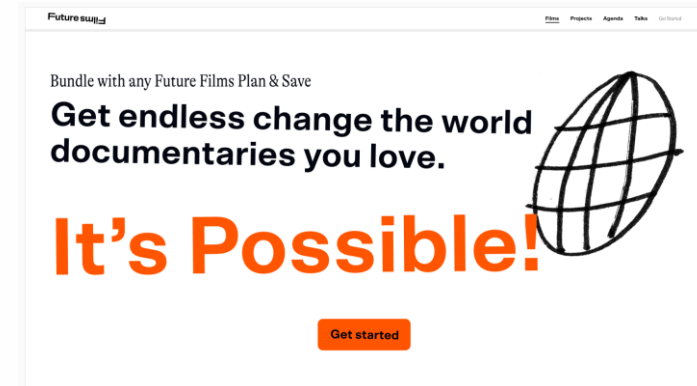 Future Films
Films Projects Agenda Talks Get Started
Bundle with any Future Films Plan & Save
Get endless change the world
documentaries you love.
It's Possible!
Get started